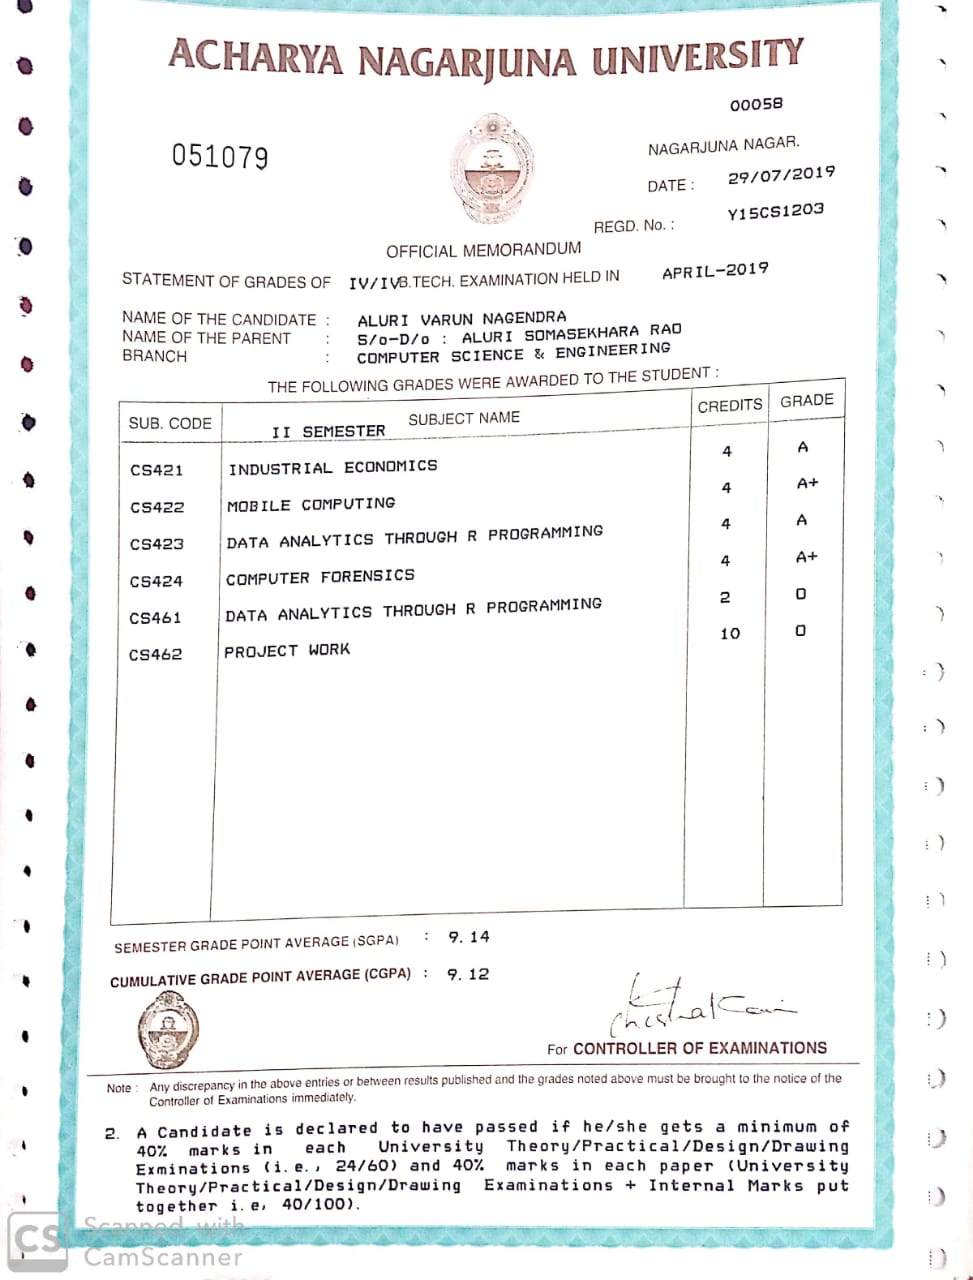 ACHARYA NAGARJUNA UNIVERSITY
00058
051079
NAGARJUNA NAGAR.
DATE : 29/07/2019
REGD. No. : Y15CS1203
OFFICIAL MEMORANDUM
STATEMENT OF GRADES OF IV/IVB.TECH. EXAMINATION HELD IN APRIL-2019
NAME OF THE CANDIDATE : ALURI VARUN NAGENDRA
NAME OF THE PARENT : S/o-D/o : ALURI SOMASEKHARA RAO
BRANCH : COMPUTER SCIENCE & ENGINEERING
THE FOLLOWING GRADES WERE AWARDED TO THE STUDENT :
SUB. CODE SUBJECT NAME CREDITS GRADE
II SEMESTER
CS421 INDUSTRIAL ECONOMICS 4 A
CS422 MOBILE COMPUTING 4 A+
CS423 DATA ANALYTICS THROUGH R PROGRAMMING 4 A
CS424 COMPUTER FORENSICS 4 A+
CS461 DATA ANALYTICS THROUGH R PROGRAMMING 2 O
CS462 PROJECT WORK 10 O
SEMESTER GRADE POINT AVERAGE (SGPA) : 9.14
CUMULATIVE GRADE POINT AVERAGE (CGPA) : 9.12
For CONTROLLER OF EXAMINATIONS
Note : Any discrepancy in the above entries or between results published and the grades noted above must be brought to the notice of the
Controller of Examinations immediately.
2. A Candidate is declared to have passed if he/she gets a minimum of
40% marks in each University Theory/Practical/Design/Drawing
Exminations (i.e., 24/60) and 40% marks in each paper (University
Theory/Practical/Design/Drawing Examinations + Internal Marks put
together i.e, 40/100).
CS Scanned with
CamScanner